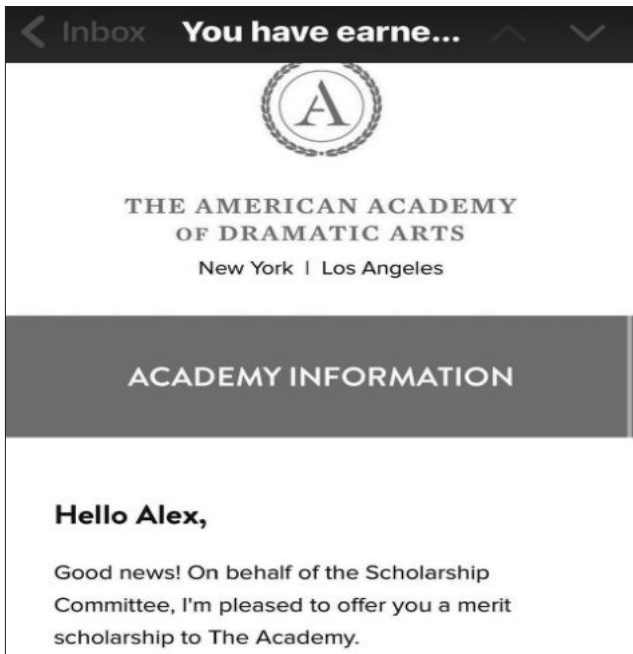 Inbox You have earne...
A
THE AMERICAN ACADEMY
OF DRAMATIC ARTS
New York | Los Angeles
ACADEMY INFORMATION
Hello Alex,
Good news! On behalf of the Scholarship
Committee, I'm pleased to offer you a merit
scholarship to The Academy.